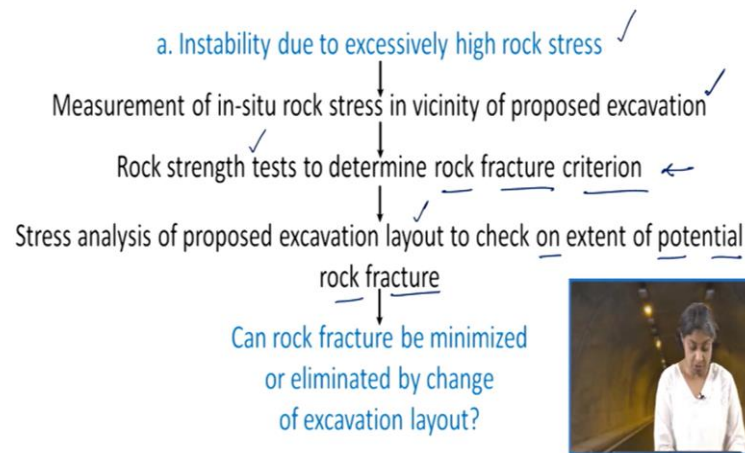 a. Instability due to excessively high rock stress
Measurement of in-situ rock stress in vicinity of proposed excavation
Rock strength tests to determine rock fracture criterion
Stress analysis of proposed excavation layout to check on extent of potential
rock fracture
Can rock fracture be minimized
or eliminated by change
of excavation layout?